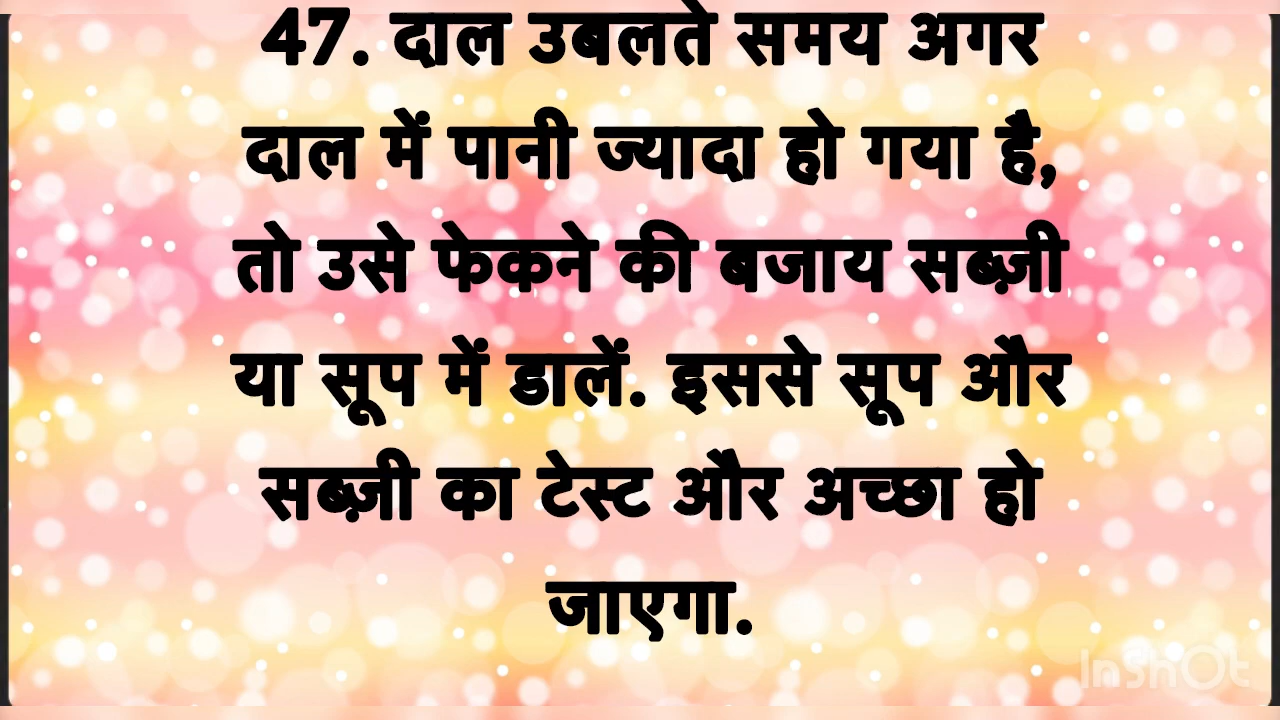 47. दाल उबलते समय अगर
दाल में पानी ज्यादा हो गया है,
तो उसे फेकने की बजाय सब्ज़ी
या सूप में डालें. इससे सूप और
सब्ज़ी का टेस्ट और अच्छा हो
जाएगा.
InShOt